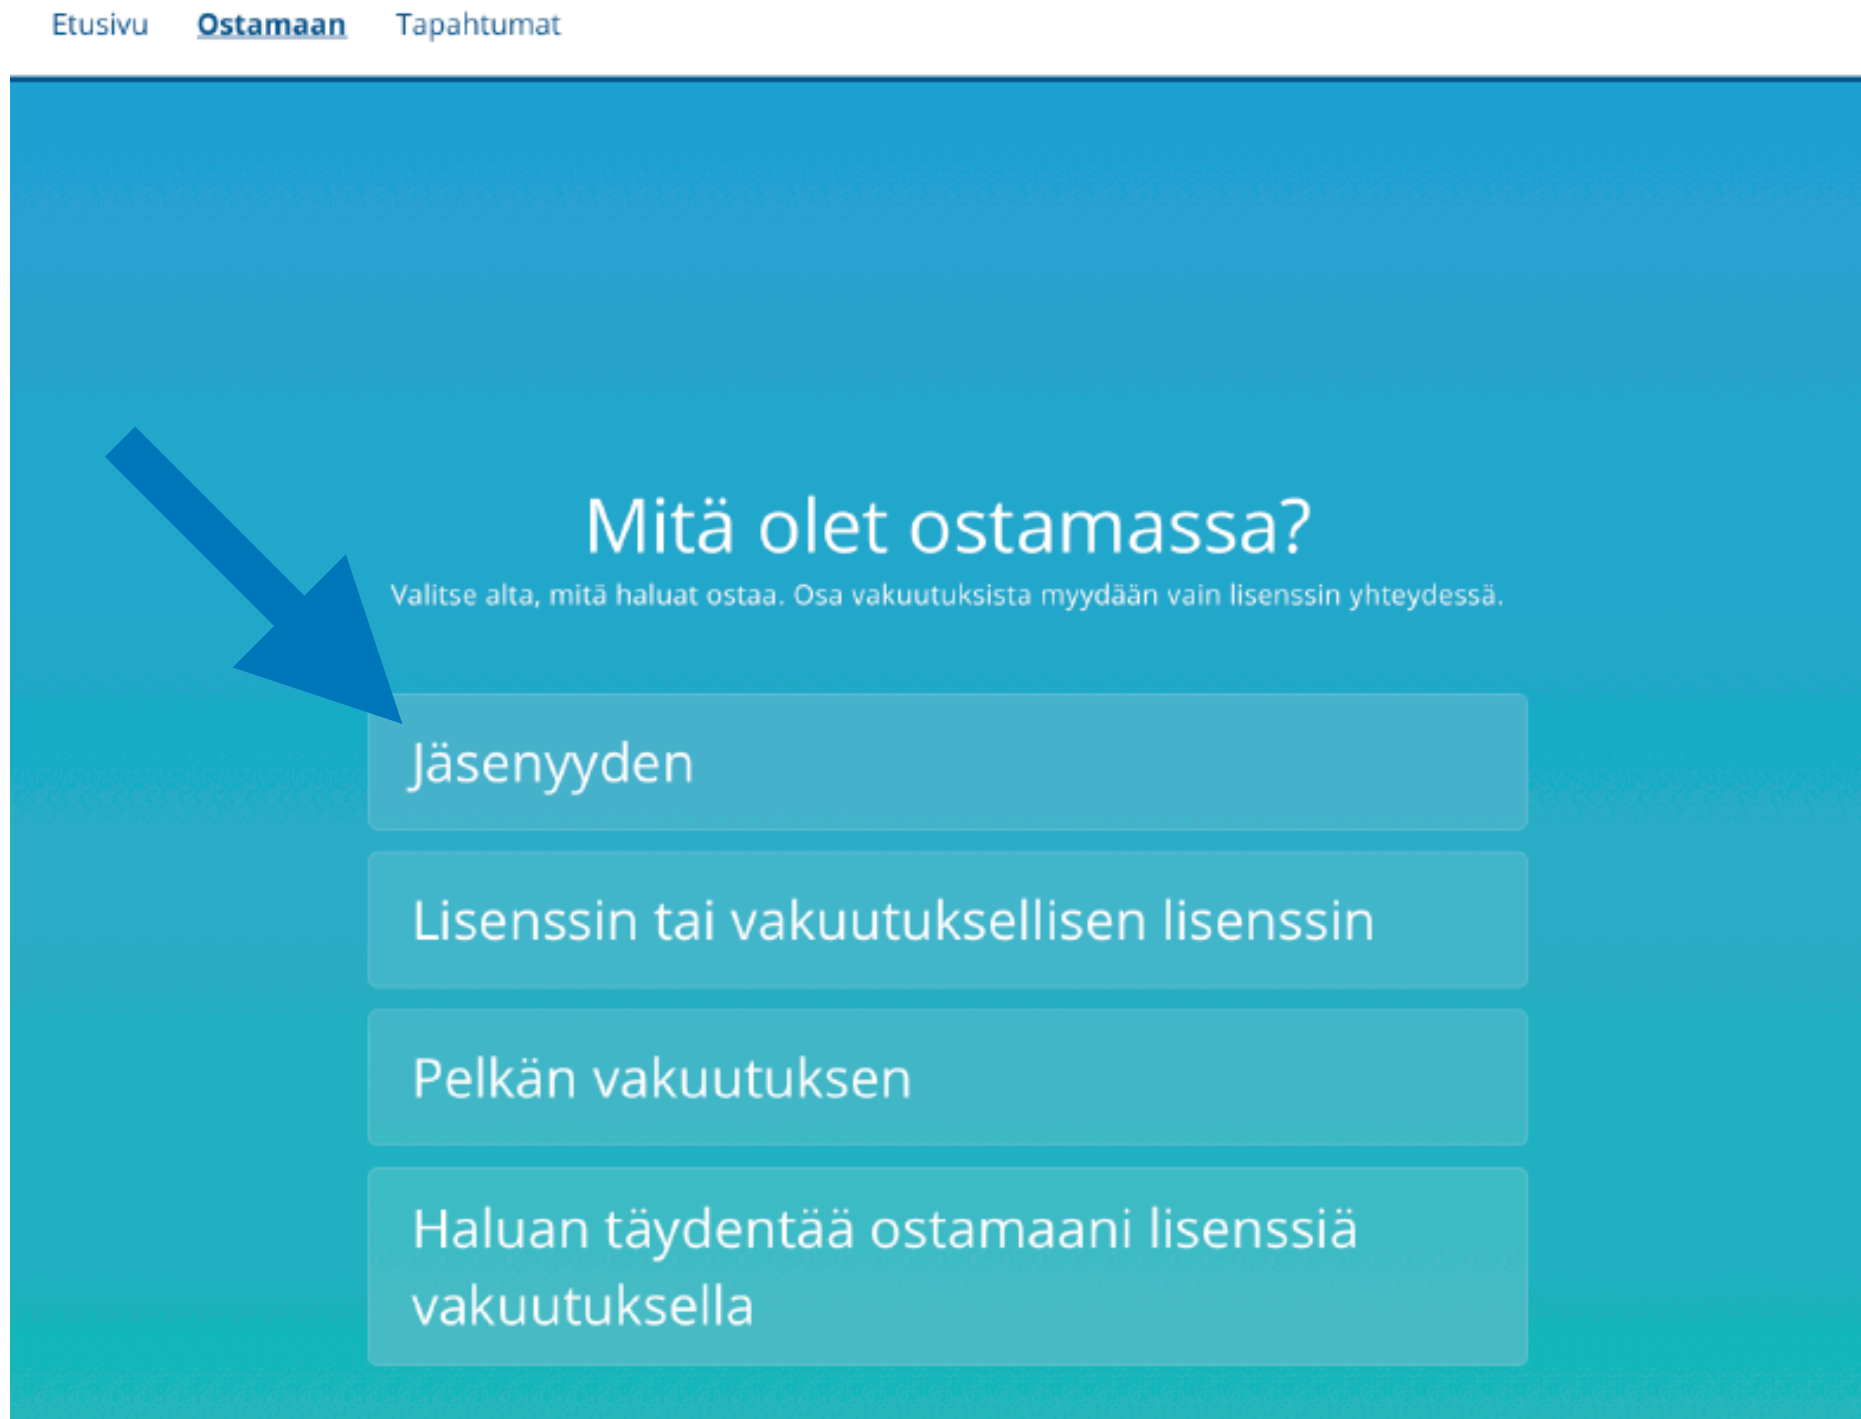 Etusivu Ostamaan Tapahtumat
Mitä olet ostamassa?
Valitse alta, mitä haluat ostaa. Osa vakuutuksista myydään vain lisenssin yhteydessä.
Jäsenyyden
Lisenssin tai vakuutuksellisen lisenssin
Pelkän vakuutuksen
Haluan täydentää ostamaani lisenssiä
vakuutuksella